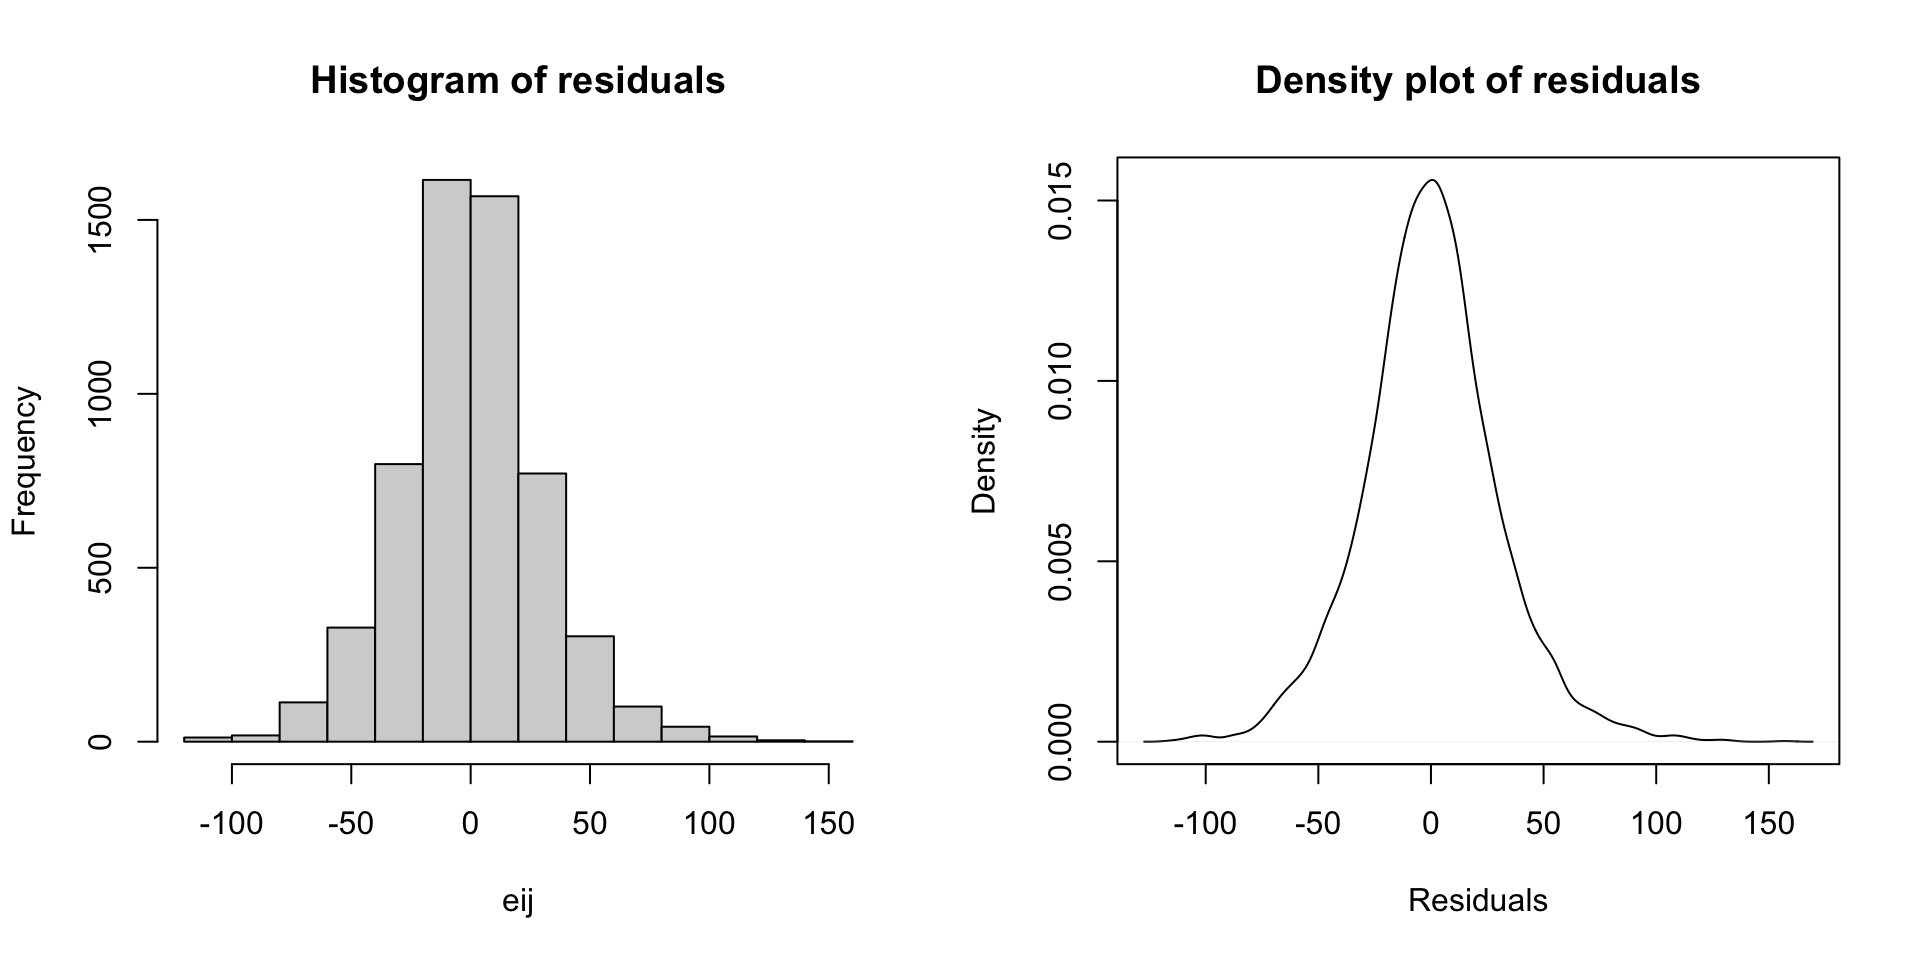 Histogram of residuals
Frequency
1500
1000
500
0
-100 -50 0 50 100 150
eij
Density plot of residuals
Density
0.015
0.010
0.005
0.000
-100 -50 0 50 100 150
Residuals